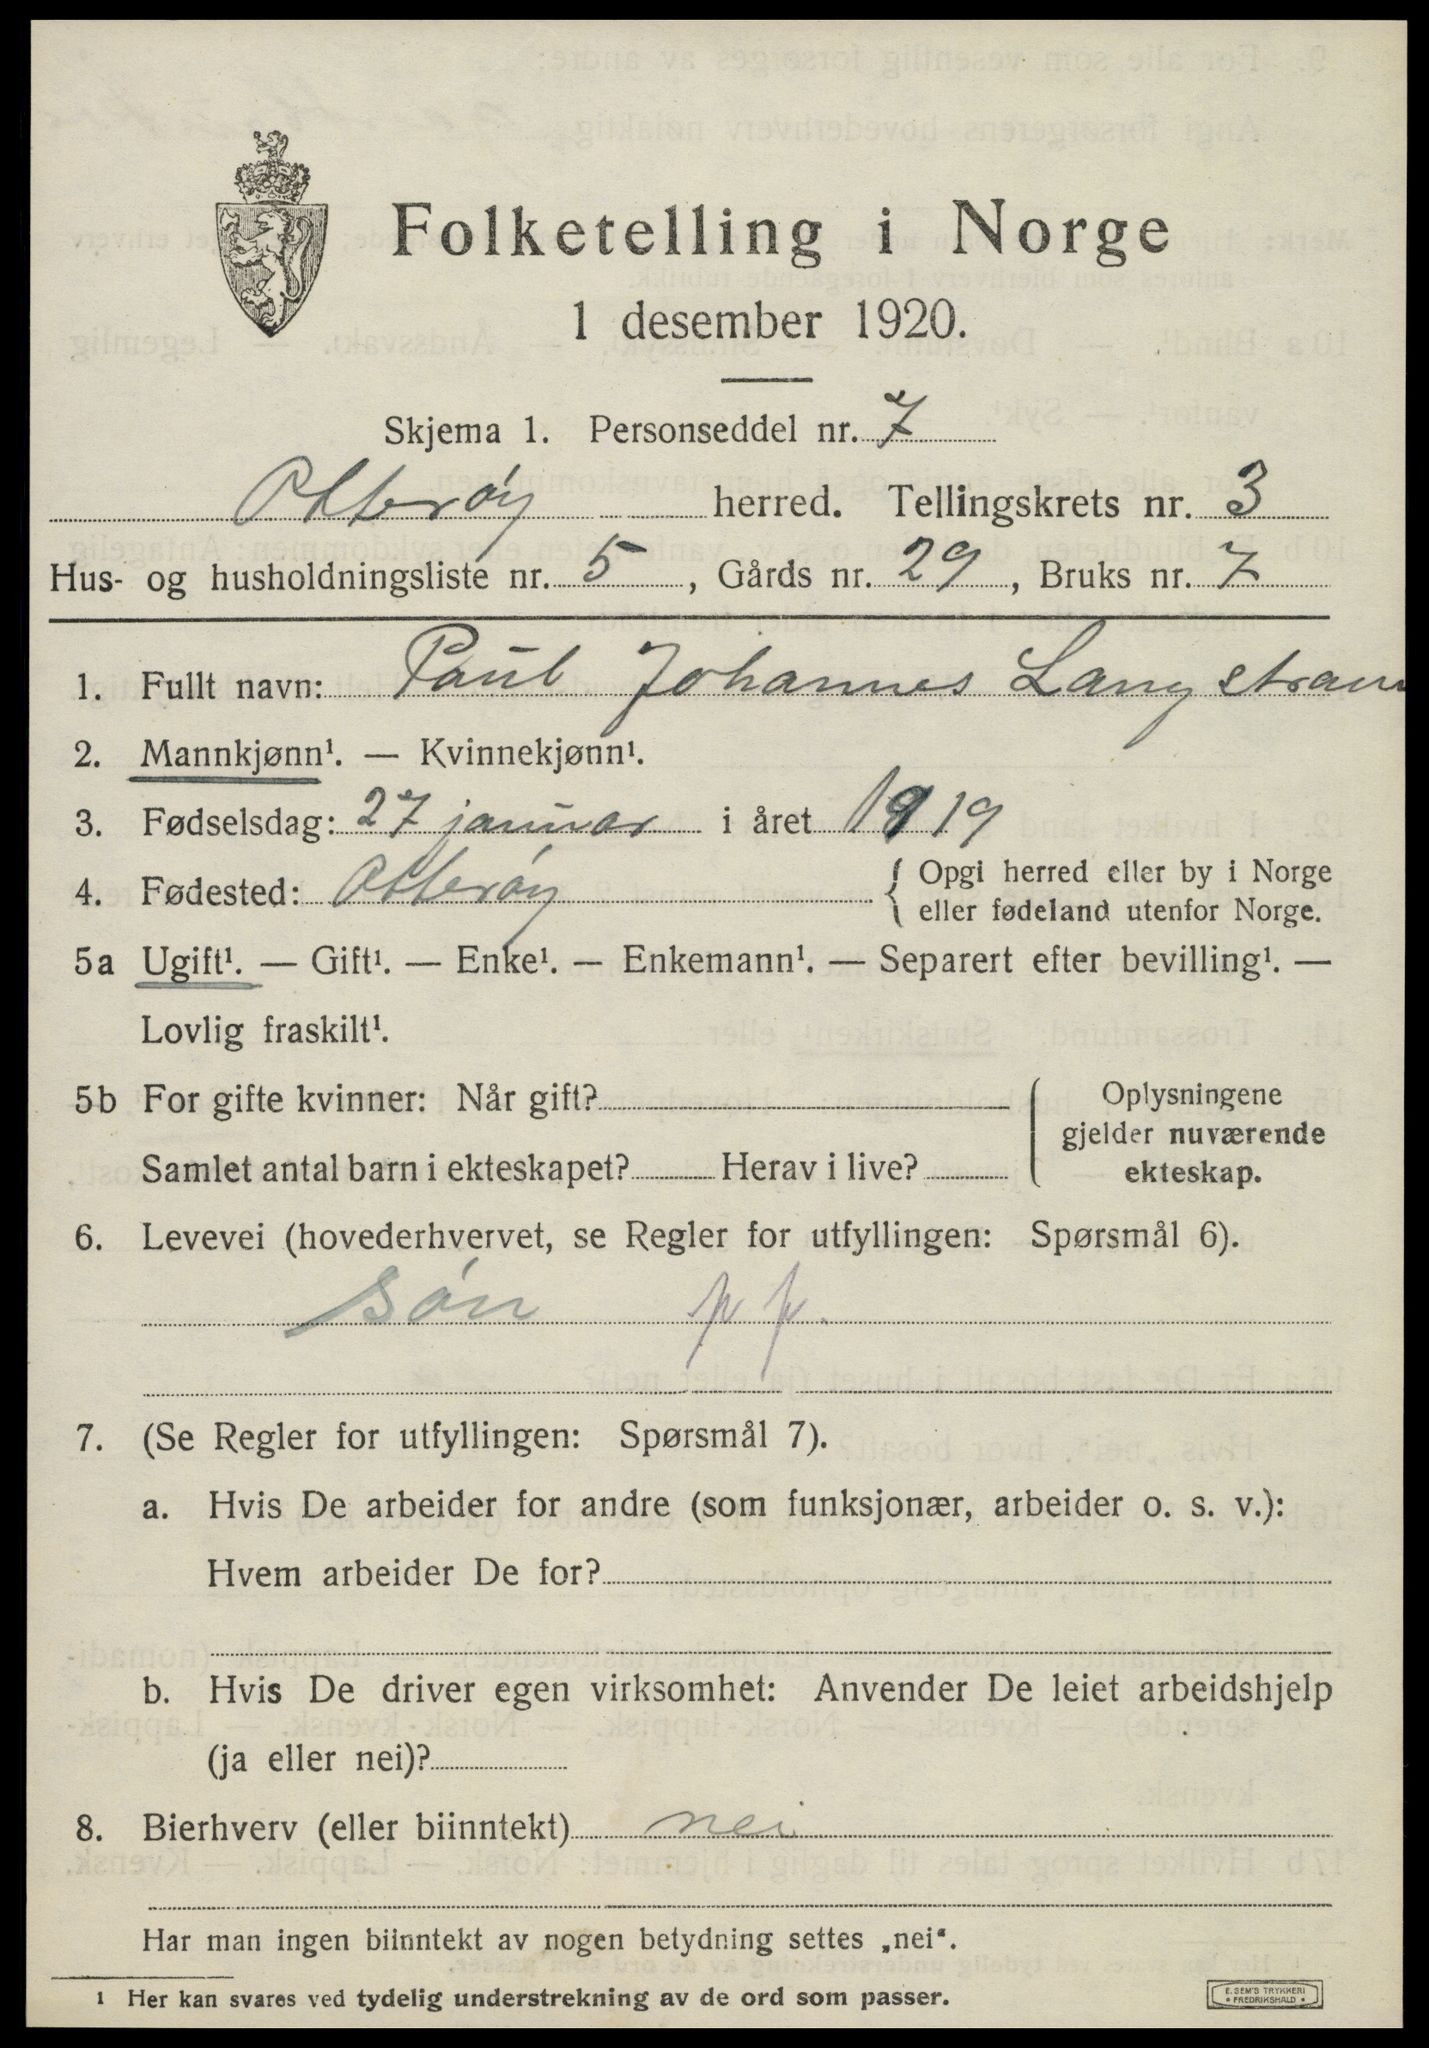 Folketelling i Norge
1 desember 1920.
Skjema 1. Personseddel nr. 7
Otterøy herred. Tellingskrets nr. 3
Hus- og husholdningsliste nr. 5, Gårds nr. 29, Bruks nr. 7
1. Fullt navn: Paul Johannes Langstran
2. Mannkjønn¹. — Kvinnekjønn¹.
3. Fødselsdag: 27 januar i året 1919
4. Fødested: Otterøy { Opgi herred eller by i Norge
eller fødeland utenfor Norge.
5a Ugift¹. — Gift¹. — Enke¹. — Enkemann¹. — Separert efter bevilling¹. —
Lovlig fraskilt¹.
5b For gifte kvinner: Når gift?
Samlet antal barn i ekteskapet? Herav i live?
Oplysningene
gjelder nuværende
ekteskap.
6. Levevei (hovederhvervet, se Regler for utfyllingen: Spørsmål 6).
søn p p.
7. (Se Regler for utfyllingen: Spørsmål 7).
a. Hvis De arbeider for andre (som funksjonær, arbeider o. s. v.):
Hvem arbeider De for?
b. Hvis De driver egen virksomhet: Anvender De leiet arbeidshjelp
(ja eller nei)?
8. Bierhverv (eller biinntekt) nei
Har man ingen biinntekt av nogen betydning settes „nei“.
¹ Her kan svares ved tydelig understrekning av de ord som passer.
E. SEM'S TRYKKERI
• FREDRIKSHALD •